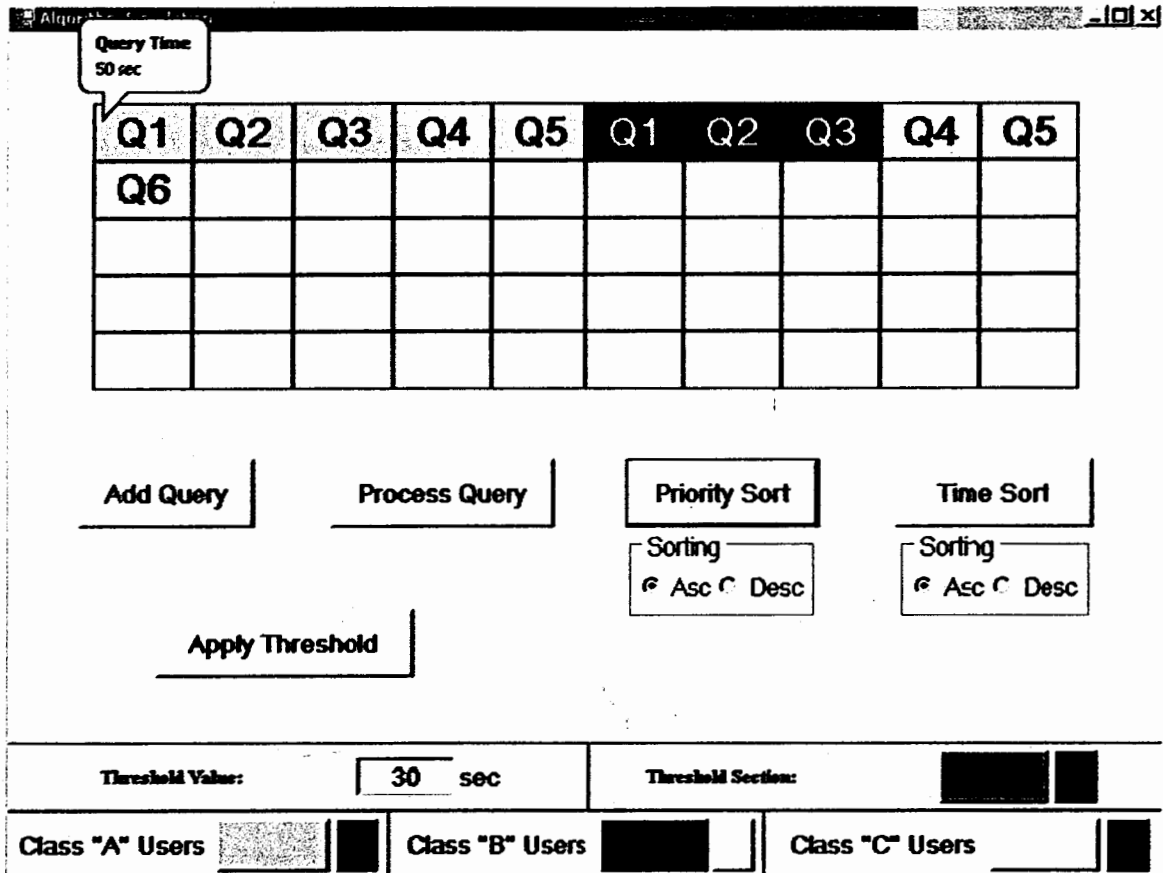 Query Time
50 sec
Q1 Q2 Q3 Q4 Q5 Q1 Q2 Q3 Q4 Q5
Q6
Add Query Process Query Priority Sort Time Sort
Sorting Sorting
Asc Desc Asc Desc
Apply Threshold
Threshold Value: 30 sec Threshold Section:
Class "A" Users Class "B" Users Class "C" Users